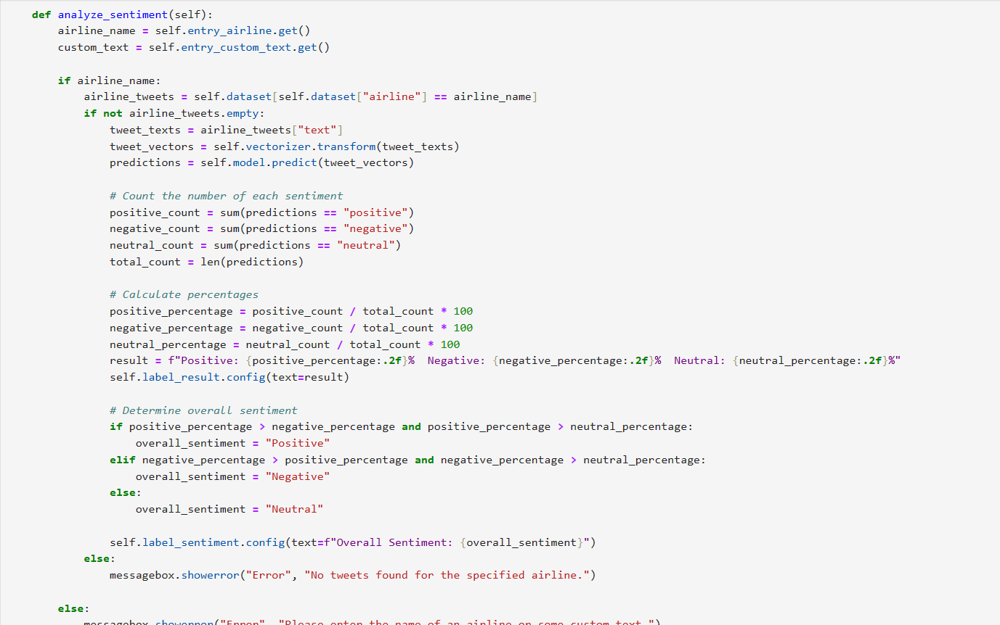 def analyze_sentiment(self):
    airline_name = self.entry_airline.get()
    custom_text = self.entry_custom_text.get()

    if airline_name:
        airline_tweets = self.dataset[self.dataset["airline"] == airline_name]
        if not airline_tweets.empty:
            tweet_texts = airline_tweets["text"]
            tweet_vectors = self.vectorizer.transform(tweet_texts)
            predictions = self.model.predict(tweet_vectors)

            # Count the number of each sentiment
            positive_count = sum(predictions == "positive")
            negative_count = sum(predictions == "negative")
            neutral_count = sum(predictions == "neutral")
            total_count = len(predictions)

            # Calculate percentages
            positive_percentage = positive_count / total_count * 100
            negative_percentage = negative_count / total_count * 100
            neutral_percentage = neutral_count / total_count * 100
            result = f"Positive: {positive_percentage:.2f}%  Negative: {negative_percentage:.2f}%  Neutral: {neutral_percentage:.2f}%"
            self.label_result.config(text=result)

            # Determine overall sentiment
            if positive_percentage > negative_percentage and positive_percentage > neutral_percentage:
                overall_sentiment = "Positive"
            elif negative_percentage > positive_percentage and negative_percentage > neutral_percentage:
                overall_sentiment = "Negative"
            else:
                overall_sentiment = "Neutral"

            self.label_sentiment.config(text=f"Overall Sentiment: {overall_sentiment}")
        else:
            messagebox.showerror("Error", "No tweets found for the specified airline.")

    else:
        messagebox.showerror("Error", "Please enter the name of an airline or some custom text.")